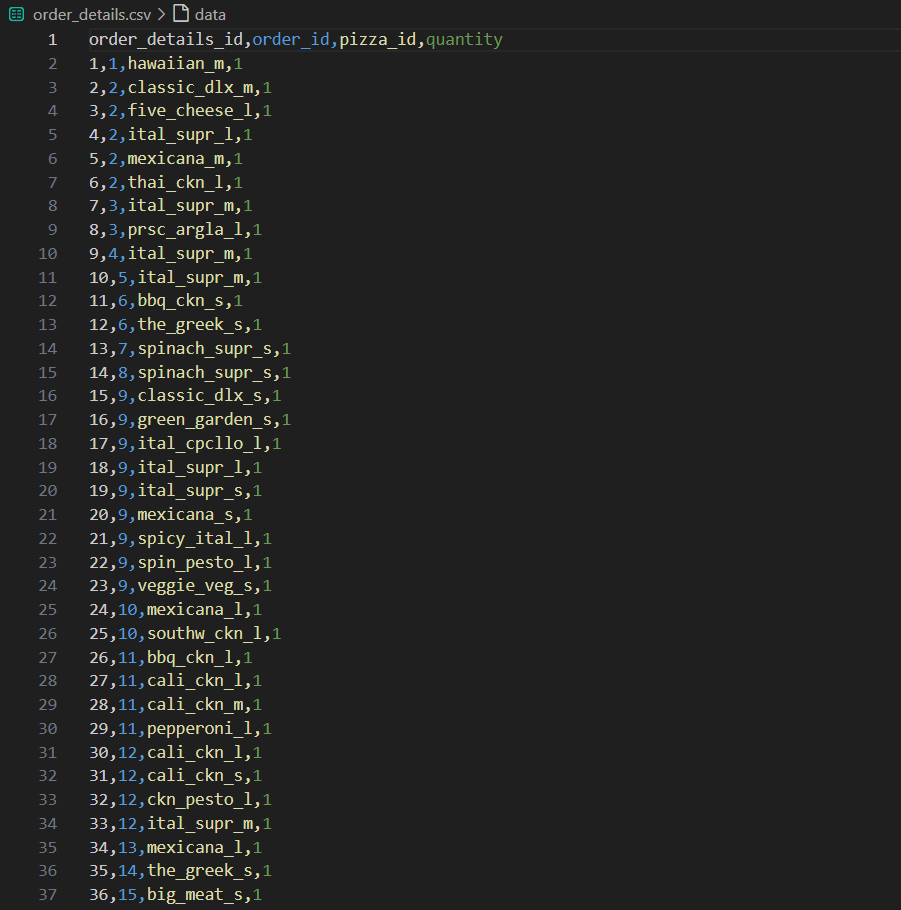 order_details.csv > data
1 order_details_id,order_id,pizza_id,quantity
2 1,1,hawaiian_m,1
3 2,2,classic_dlx_m,1
4 3,2,five_cheese_l,1
5 4,2,ital_supr_l,1
6 5,2,mexicana_m,1
7 6,2,thai_ckn_l,1
8 7,3,ital_supr_m,1
9 8,3,prsc_argla_l,1
10 9,4,ital_supr_m,1
11 10,5,ital_supr_m,1
12 11,6,bbq_ckn_s,1
13 12,6,the_greek_s,1
14 13,7,spinach_supr_s,1
15 14,8,spinach_supr_s,1
16 15,9,classic_dlx_s,1
17 16,9,green_garden_s,1
18 17,9,ital_cpcllo_l,1
19 18,9,ital_supr_l,1
20 19,9,ital_supr_s,1
21 20,9,mexicana_s,1
22 21,9,spicy_ital_l,1
23 22,9,spin_pesto_l,1
24 23,9,veggie_veg_s,1
25 24,10,mexicana_l,1
26 25,10,southw_ckn_l,1
27 26,11,bbq_ckn_l,1
28 27,11,cali_ckn_l,1
29 28,11,cali_ckn_m,1
30 29,11,pepperoni_l,1
31 30,12,cali_ckn_l,1
32 31,12,cali_ckn_s,1
33 32,12,ckn_pesto_l,1
34 33,12,ital_supr_m,1
35 34,13,mexicana_l,1
36 35,14,the_greek_s,1
37 36,15,big_meat_s,1